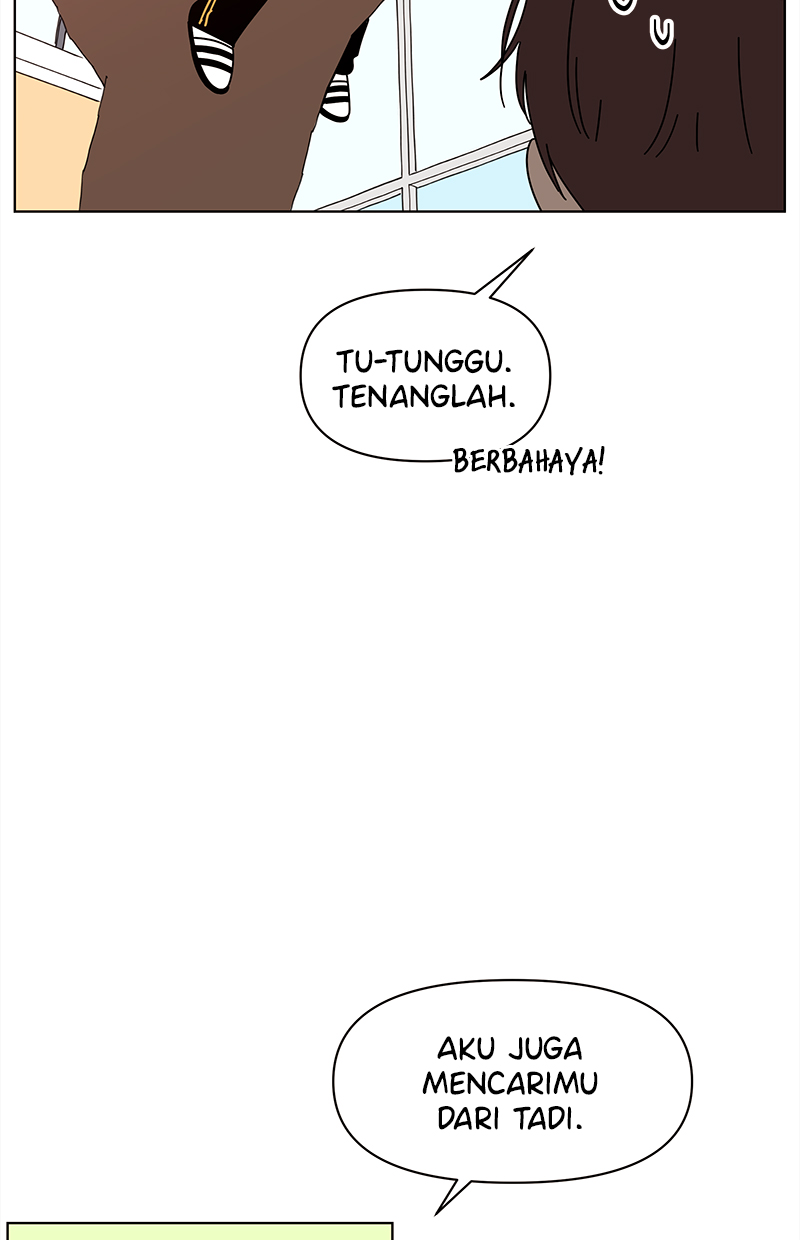 TU-TUNGGU.
TENANGLAH.
BERBAHAYA!
AKU JUGA
MENCARIMU
DARI TADI.